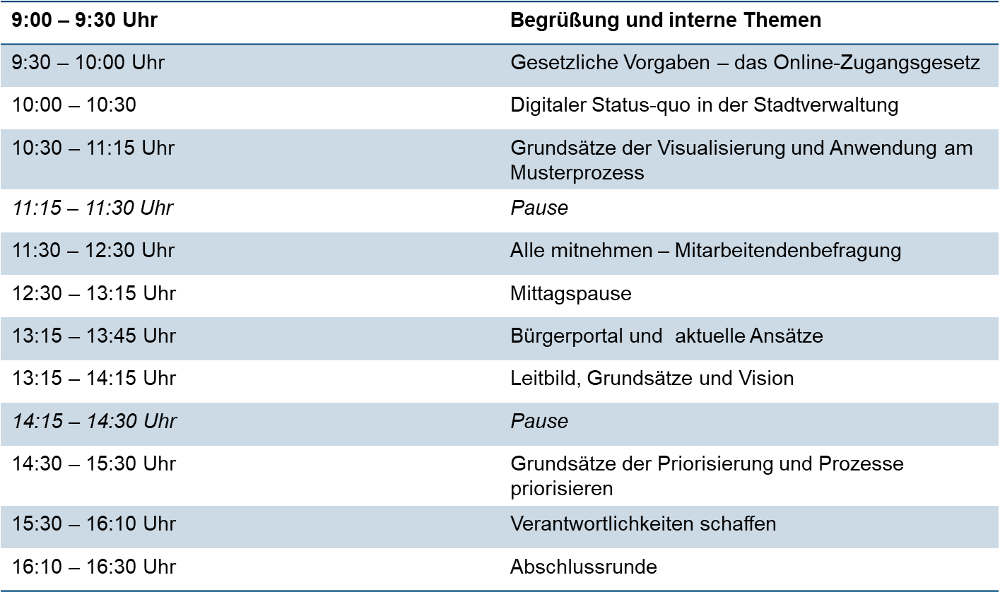 9:00 – 9:30 Uhr Begrüßung und interne Themen
9:30 – 10:00 Uhr Gesetzliche Vorgaben – das Online-Zugangsgesetz
10:00 – 10:30 Digitaler Status-quo in der Stadtverwaltung
10:30 – 11:15 Uhr Grundsätze der Visualisierung und Anwendung am
Musterprozess
11:15 – 11:30 Uhr Pause
11:30 – 12:30 Uhr Alle mitnehmen – Mitarbeitendenbefragung
12:30 – 13:15 Uhr Mittagspause
13:15 – 13:45 Uhr Bürgerportal und  aktuelle Ansätze
13:15 – 14:15 Uhr Leitbild, Grundsätze und Vision
14:15 – 14:30 Uhr Pause
14:30 – 15:30 Uhr Grundsätze der Priorisierung und Prozesse
priorisieren
15:30 – 16:10 Uhr Verantwortlichkeiten schaffen
16:10 – 16:30 Uhr Abschlussrunde